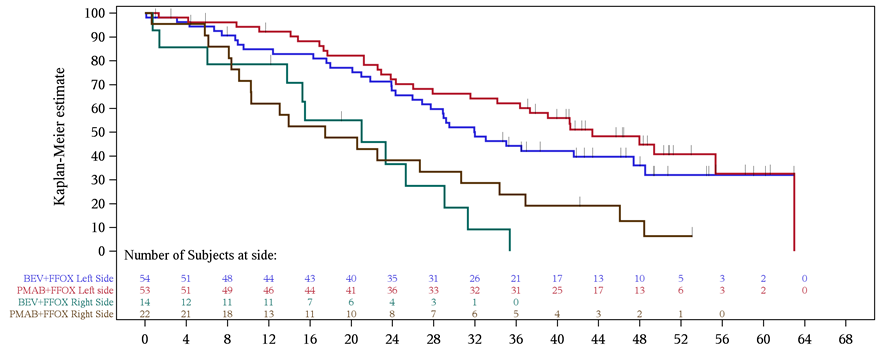 Kaplan-Meier estimate
100
90
80
70
60
50
40
30
20
10
0
Number of Subjects at side:
BEV+FFOX Left side 54 51 48 44 43 40 35 31 26 21 17 13 10 5 3 2 0
PMAB+FFOX Left Side 53 51 49 46 44 41 36 33 32 31 25 17 13 6 3 2 0
BEV+FFOX Right Side 14 12 11 11 7 6 4 3 1 0
PMAB+FFOX Right Side 22 21 18 13 11 10 8 7 6 5 4 3 2 1 0
0 4 8 12 16 20 24 28 32 36 40 44 48 52 56 60 64 68